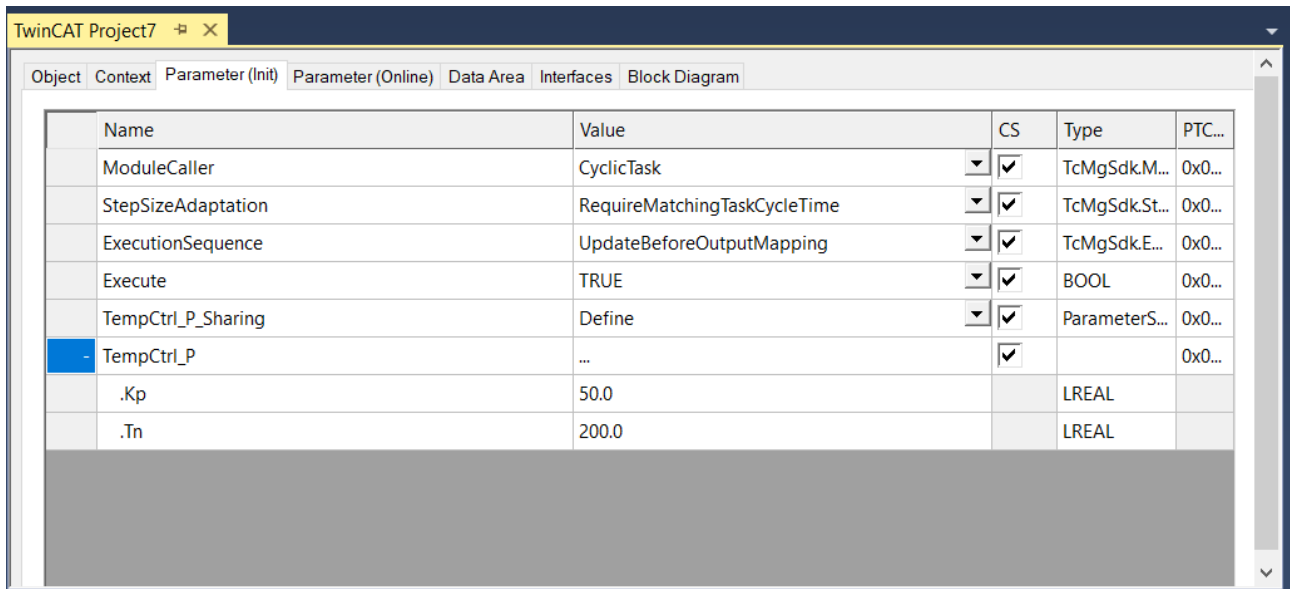 TwinCAT Project7
Object Context Parameter (Init) Parameter (Online) Data Area Interfaces Block Diagram
Name Value CS Type PTC...
ModuleCaller CyclicTask TcMgSdk.M... 0x0...
StepSizeAdaptation RequireMatchingTaskCycleTime TcMgSdk.St... 0x0...
ExecutionSequence UpdateBeforeOutputMapping TcMgSdk.E... 0x0...
Execute TRUE BOOL 0x0...
TempCtrl_P_Sharing Define ParameterS... 0x0...
- TempCtrl_P ... 0x0...
.Kp 50.0 LREAL
.Tn 200.0 LREAL